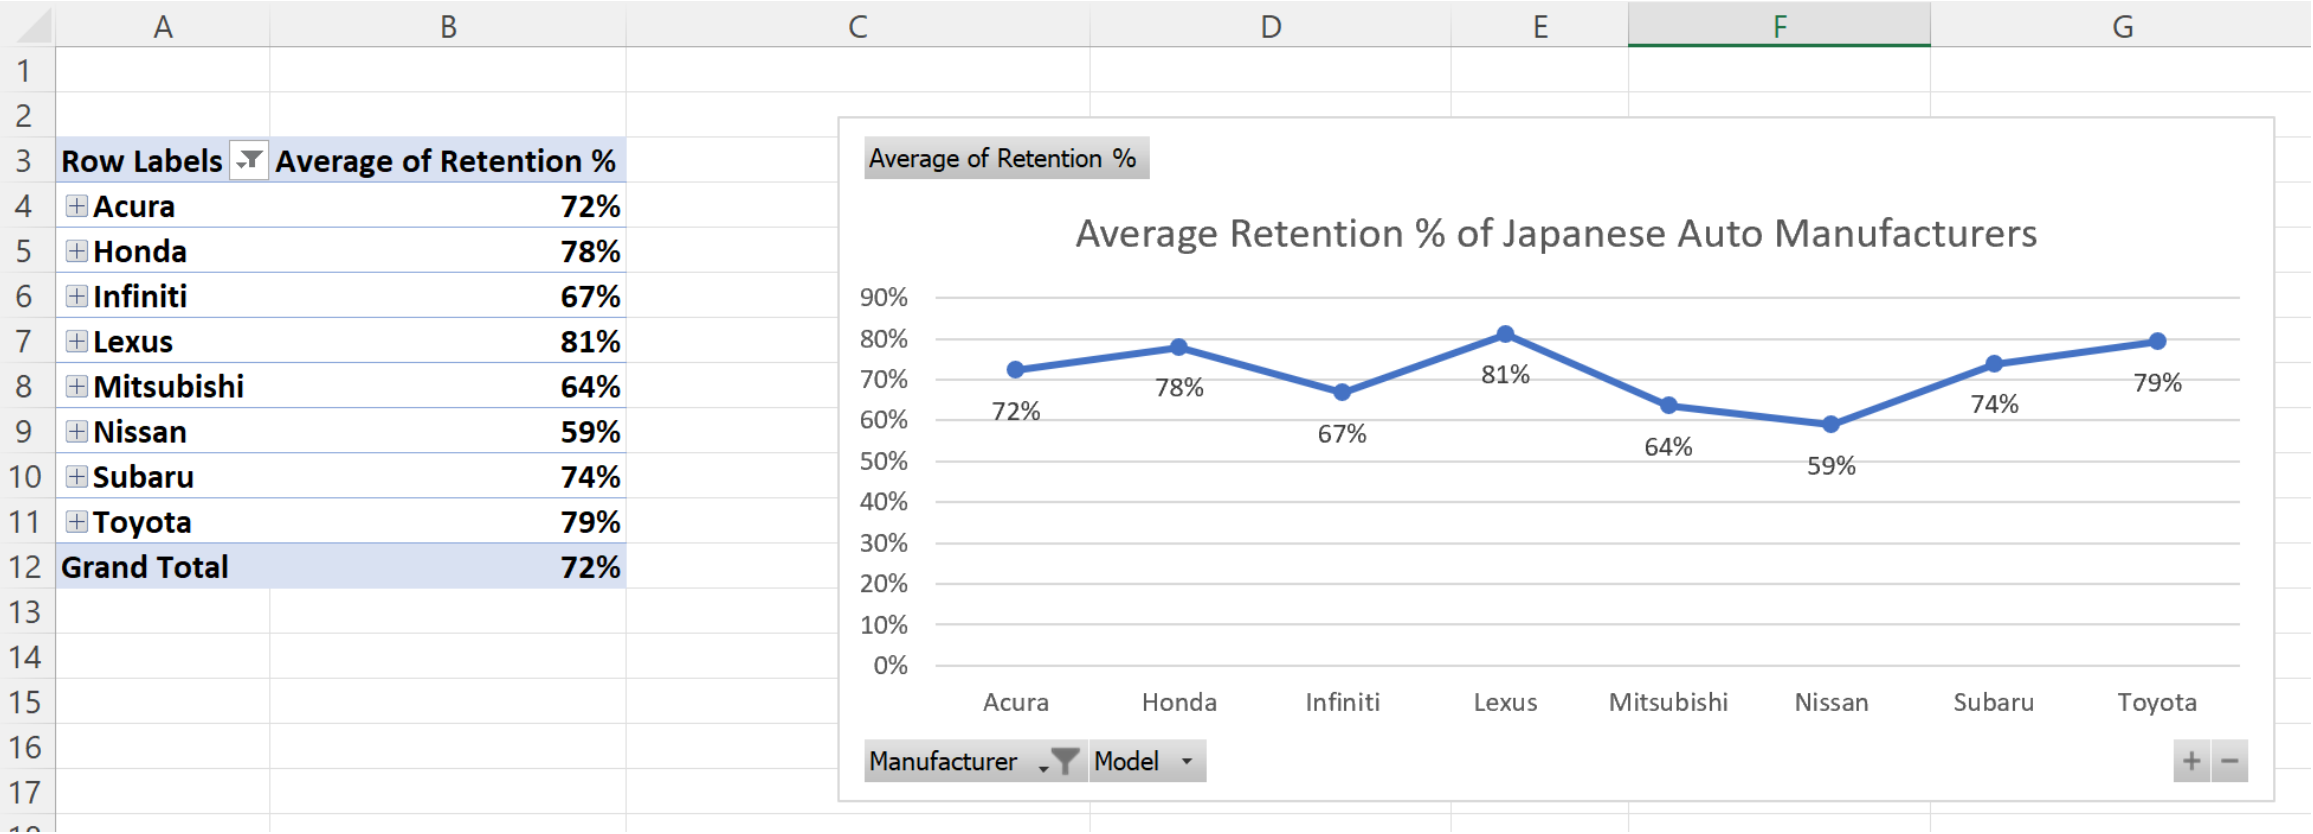 A B C D E F G
1
2
3 Row Labels Average of Retention %
4 Acura 72%
5 Honda 78%
6 Infiniti 67%
7 Lexus 81%
8 Mitsubishi 64%
9 Nissan 59%
10 Subaru 74%
11 Toyota 79%
12 Grand Total 72%
13
14
15
16
17
Average of Retention %
Average Retention % of Japanese Auto Manufacturers
90%
80%
70%
60%
50%
40%
30%
20%
10%
0%
72% 78% 67% 81% 64% 59% 74% 79%
Acura Honda Infiniti Lexus Mitsubishi Nissan Subaru Toyota
Manufacturer Model + −